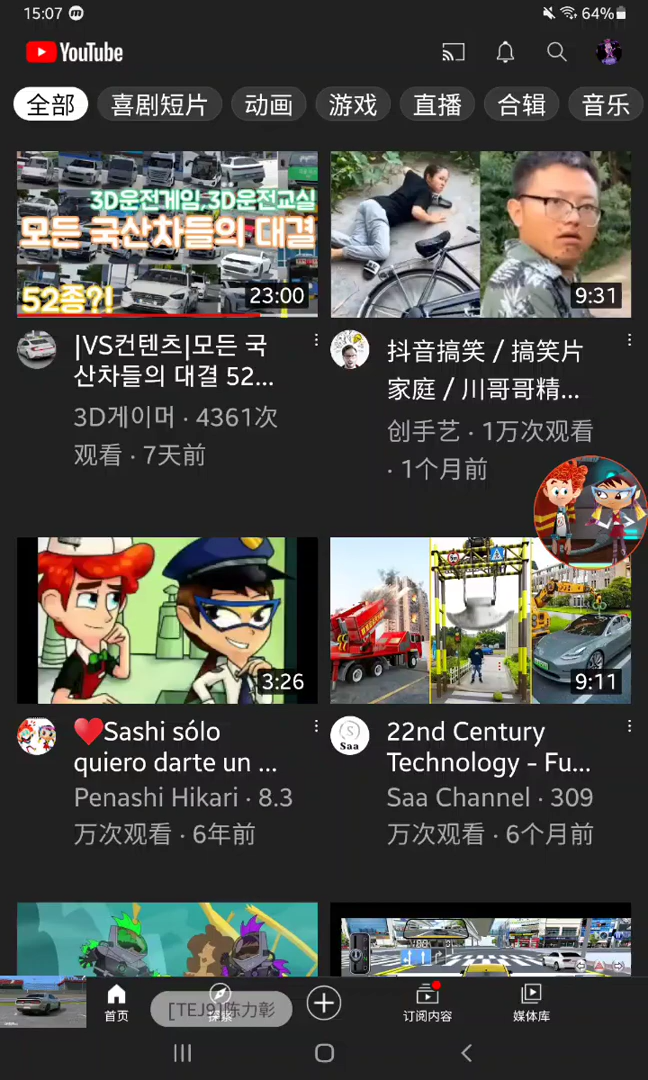 15:07
64%
YouTube
全部 喜剧短片 动画 游戏 直播 合辑 音乐
3D운전게임,3D운전교실
모든 국산차들의 대결
52종?!
23:00
9:31
|VS컨텐츠|모든 국
산차들의 대결 52...
3D게이머 · 4361次
观看 · 7天前
抖音搞笑 / 搞笑片
家庭 / 川哥哥精...
创手艺 · 1万次观看
· 1个月前
3:26
9:11
❤️Sashi sólo
quiero darte un ...
Penashi Hikari · 8.3
万次观看 · 6年前
Saa
22nd Century
Technology - Fu...
Saa Channel · 309
万次观看 · 6个月前
首页
[TEJ9]陈力彰
探索
订阅内容
媒体库